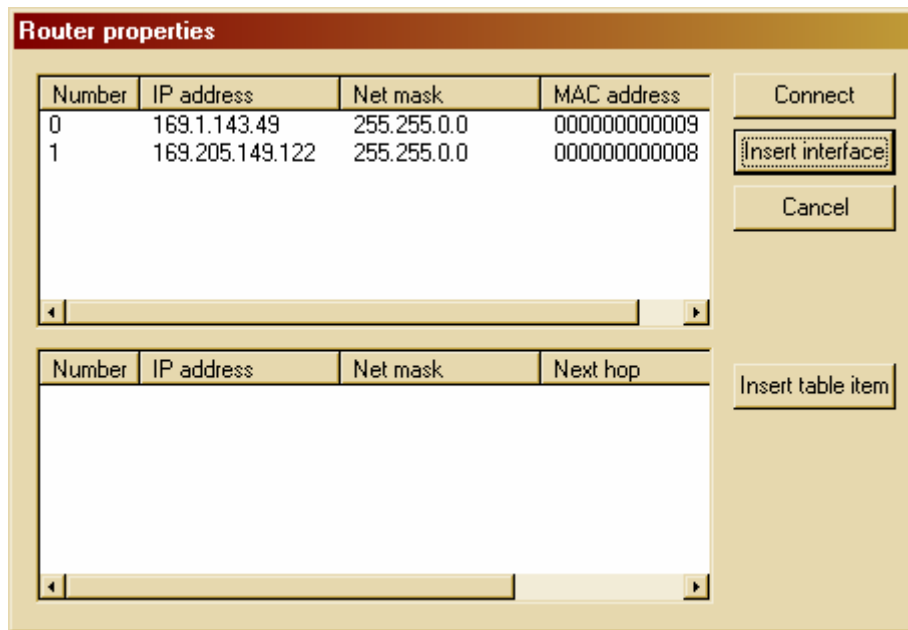 Router properties
Number IP address Net mask MAC address
0 169.1.143.49 255.255.0.0 000000000009
1 169.205.149.122 255.255.0.0 000000000008
Connect
Insert interface
Cancel
Number IP address Net mask Next hop
Insert table item